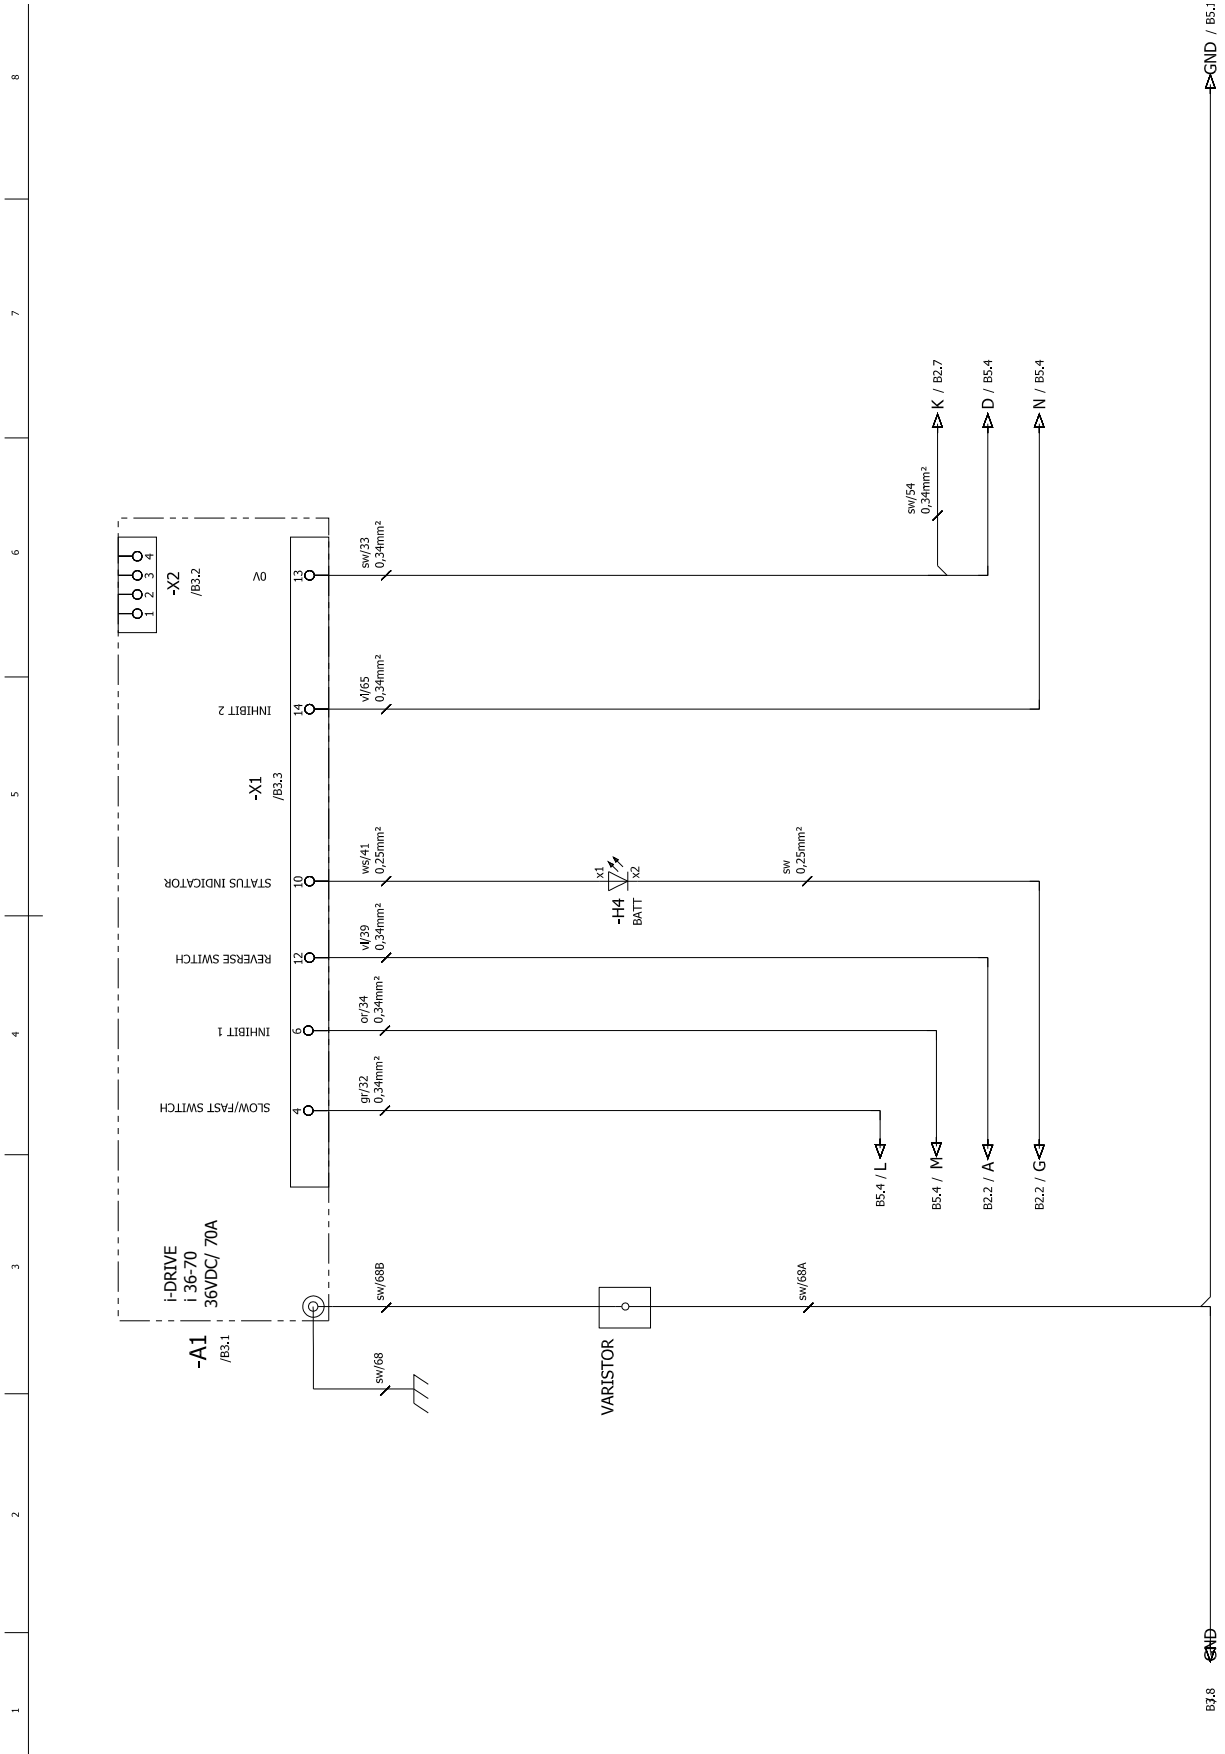 1
2
3
4
5
6
7
8
i-DRIVE
i 36-70
36VDC/ 70A
-A1
/B3.1
-X2
/B3.2
1
2
3
4
-X1
/B3.3
SLOW/FAST SWITCH
4
INHIBIT 1
6
REVERSE SWITCH
12
STATUS INDICATOR
10
INHIBIT 2
14
0V
13
sw/68
sw/68B
gr/32
0,34mm²
or/34
0,34mm²
vl/39
0,34mm²
ws/41
0,25mm²
vl/65
0,34mm²
sw/33
0,34mm²
VARISTOR
sw/68A
-H4
BATT
x1
x2
sw
0,25mm²
sw/54
0,34mm²
B5.4 / L
B5.4 / M
B2.2 / A
B2.2 / G
K / B2.7
D / B5.4
N / B5.4
GND
GND / B5.1